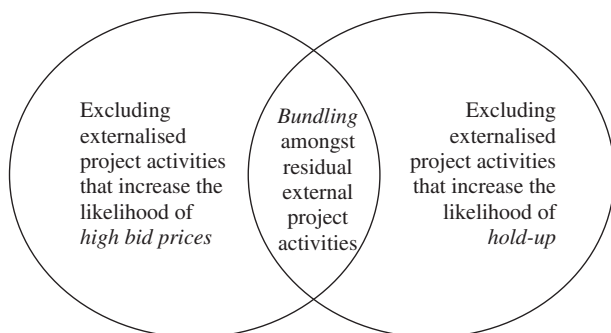 Excluding
externalised
project activities
that increase the
likelihood of
high bid prices
Bundling
amongst
residual
external
project
activities
Excluding
externalised
project activities
that increase the
likelihood of
hold-up